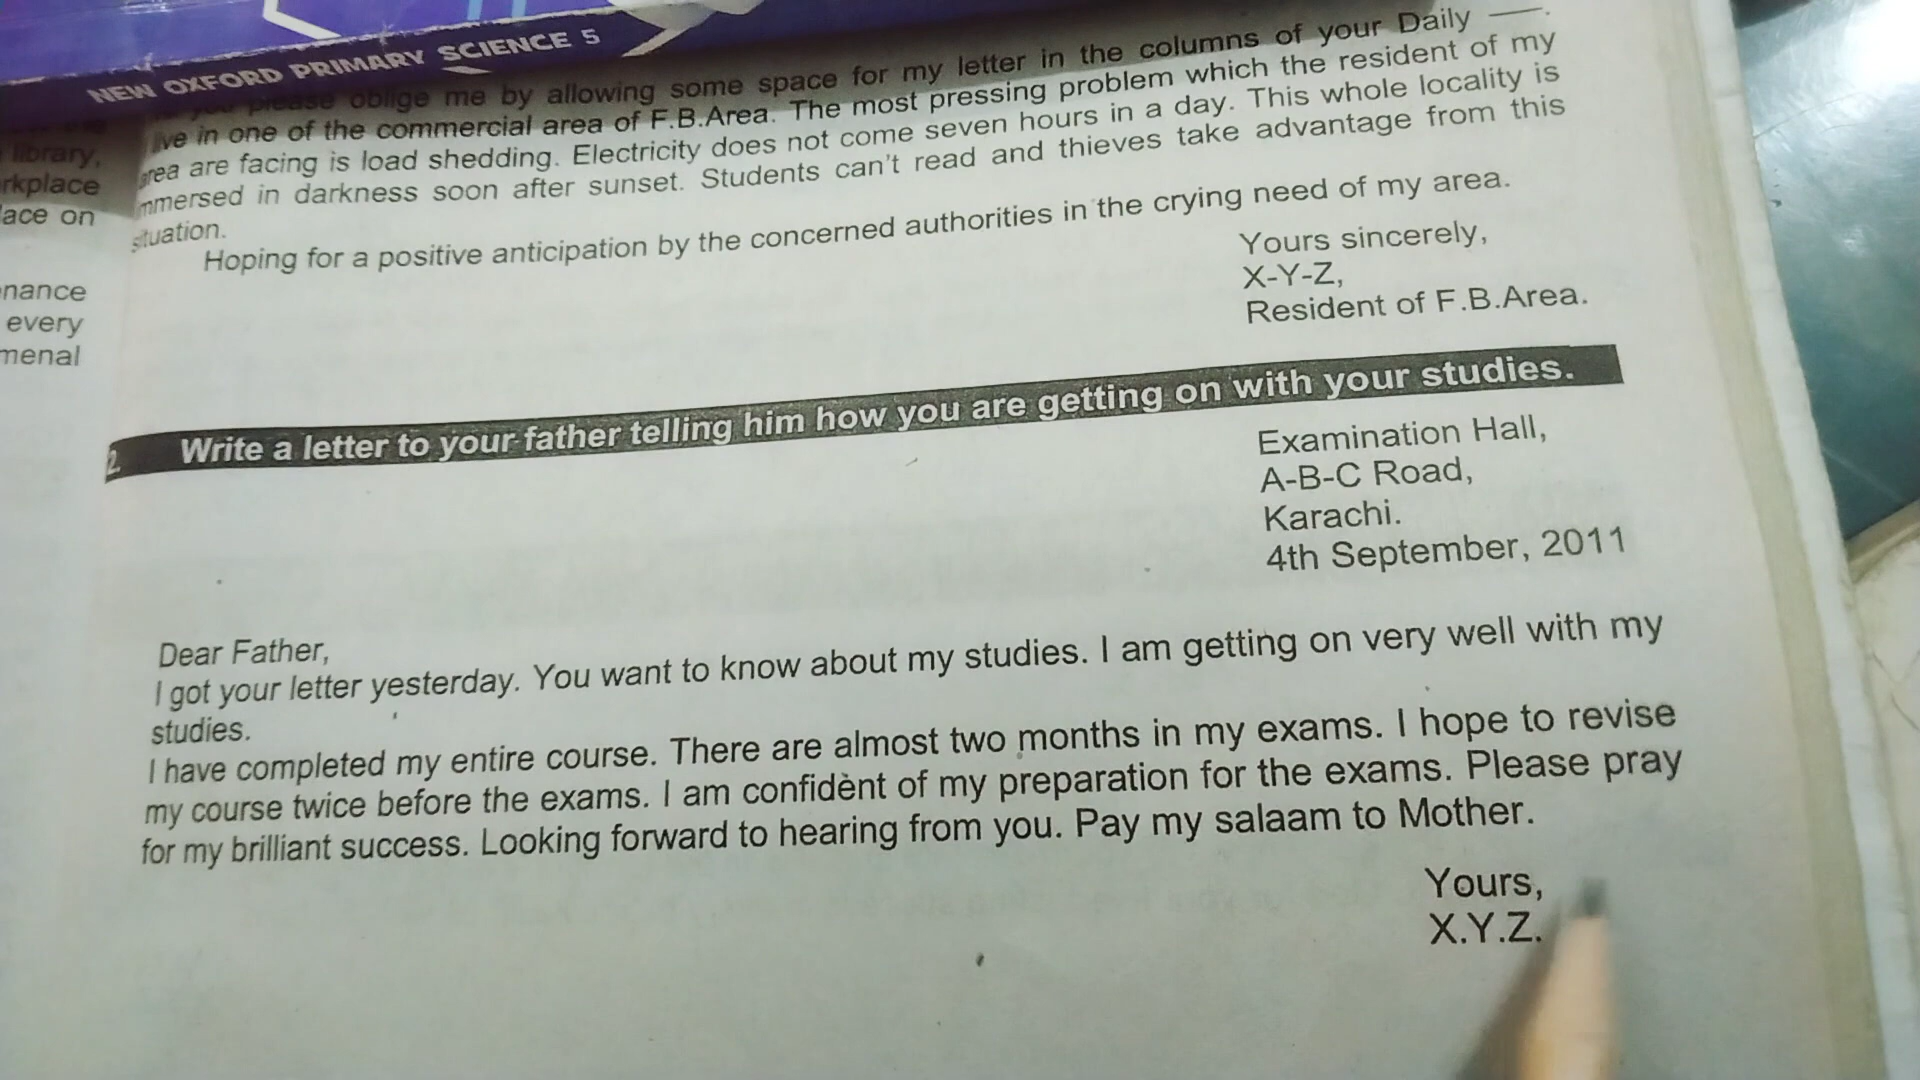 NEW OXFORD PRIMARY SCIENCE 5
you please oblige me by allowing some space for my letter in the columns of your Daily —.
ive in one of the commercial area of F.B.Area. The most pressing problem which the resident of my
area are facing is load shedding. Electricity does not come seven hours in a day. This whole locality is
mmersed in darkness soon after sunset. Students can't read and thieves take advantage from this
situation.
Hoping for a positive anticipation by the concerned authorities in the crying need of my area.
Yours sincerely,
X-Y-Z,
Resident of F.B.Area.
library,
rkplace
lace on
nance
every
menal
2. Write a letter to your father telling him how you are getting on with your studies.
Examination Hall,
A-B-C Road,
Karachi.
4th September, 2011
Dear Father,
I got your letter yesterday. You want to know about my studies. I am getting on very well with my
studies.
I have completed my entire course. There are almost two months in my exams. I hope to revise
my course twice before the exams. I am confident of my preparation for the exams. Please pray
for my brilliant success. Looking forward to hearing from you. Pay my salaam to Mother.
Yours,
X.Y.Z.